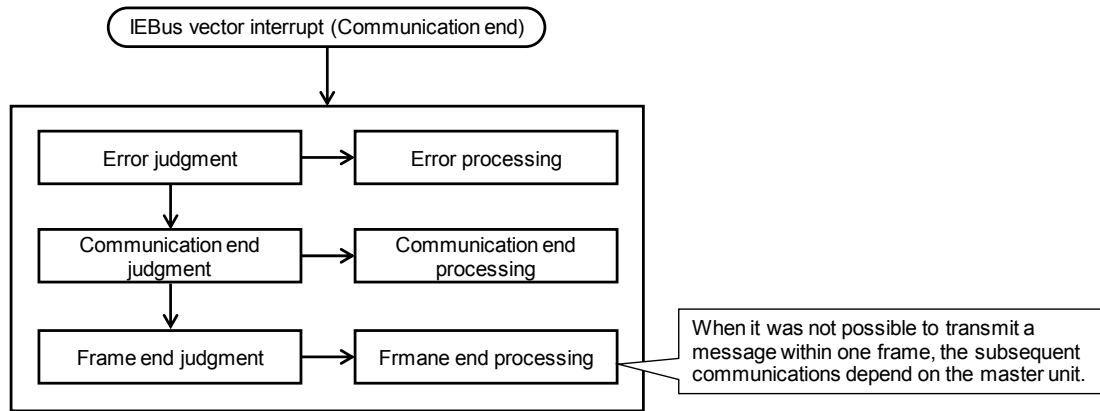 IEBus vector interrupt (Communication end)
Error judgment
Error processing
Communication end
judgment
Communication end
processing
Frame end judgment
Frmane end processing
When it was not possible to transmit a
message within one frame, the subsequent
communications depend on the master unit.